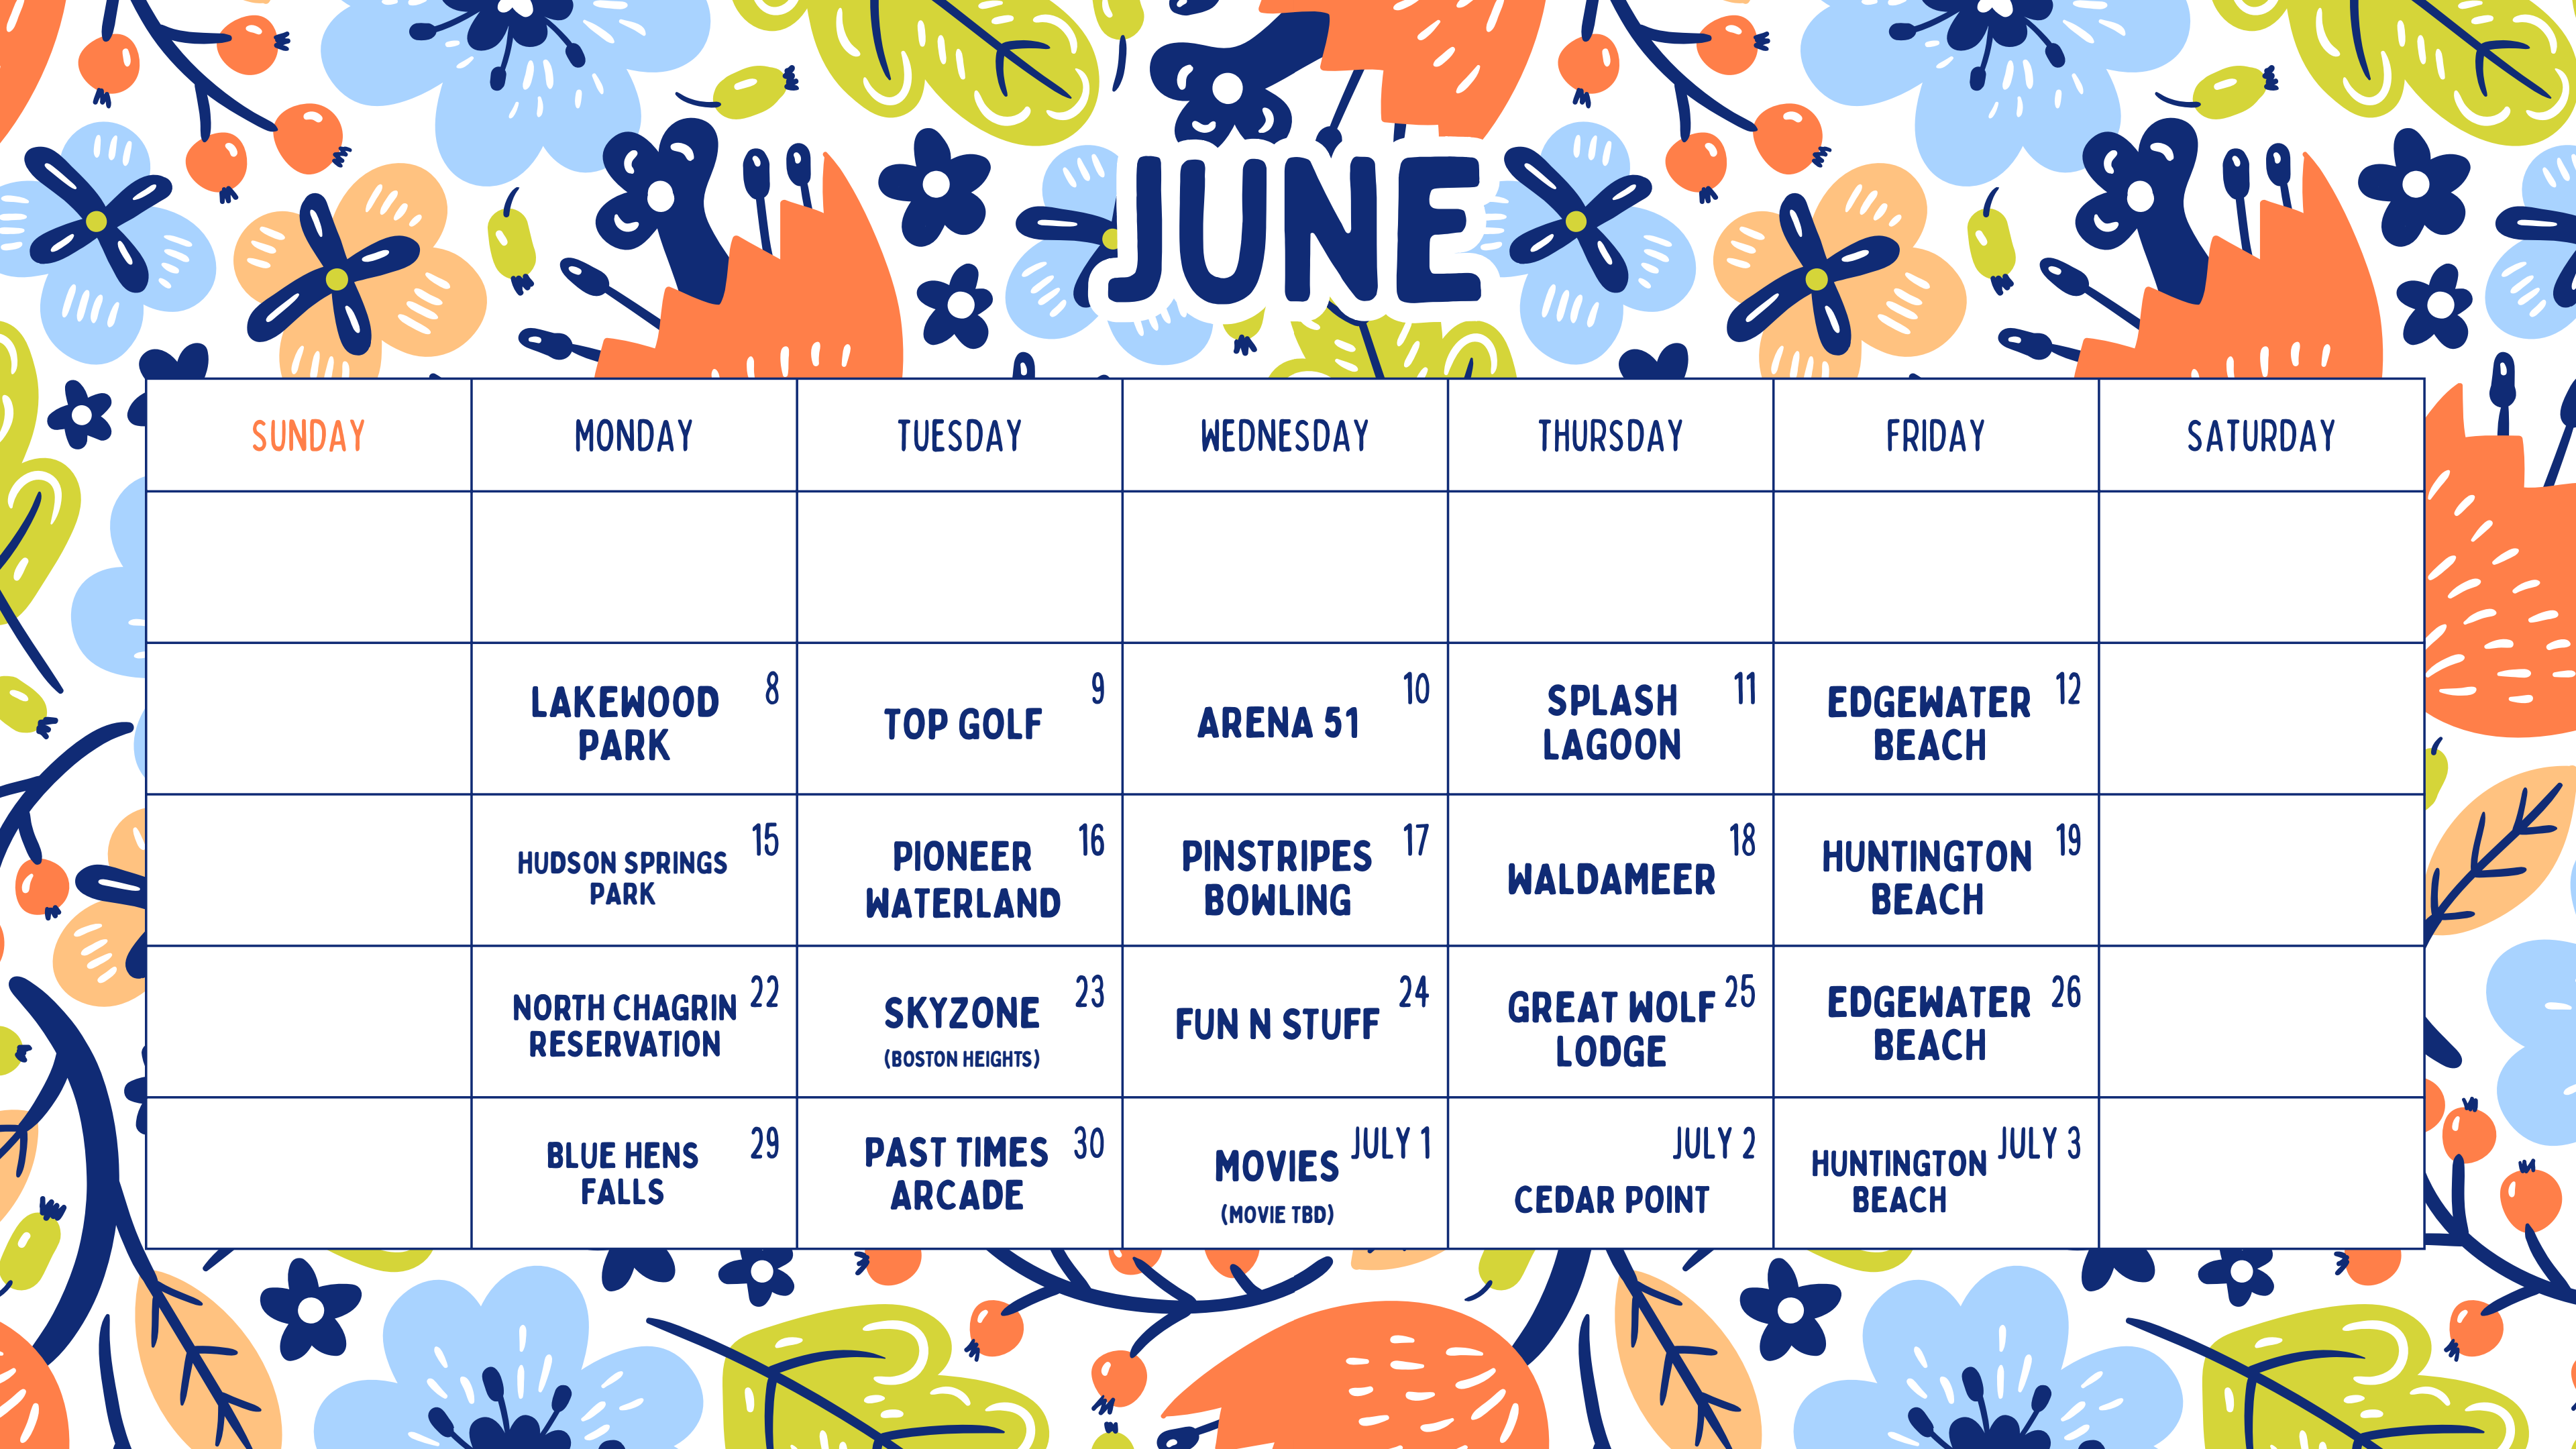 JUNE
SUNDAY MONDAY TUESDAY WEDNESDAY THURSDAY FRIDAY SATURDAY
8
LAKEWOOD
PARK
9
TOP GOLF
10
ARENA 51
11
SPLASH
LAGOON
12
EDGEWATER
BEACH
15
HUDSON SPRINGS
PARK
16
PIONEER
WATERLAND
17
PINSTRIPES
BOWLING
18
WALDAMEER
19
HUNTINGTON
BEACH
22
NORTH CHAGRIN
RESERVATION
23
SKYZONE
(BOSTON HEIGHTS)
24
FUN N STUFF
25
GREAT WOLF
LODGE
26
EDGEWATER
BEACH
29
BLUE HENS
FALLS
30
PAST TIMES
ARCADE
JULY 1
MOVIES
(MOVIE TBD)
JULY 2
CEDAR POINT
JULY 3
HUNTINGTON
BEACH